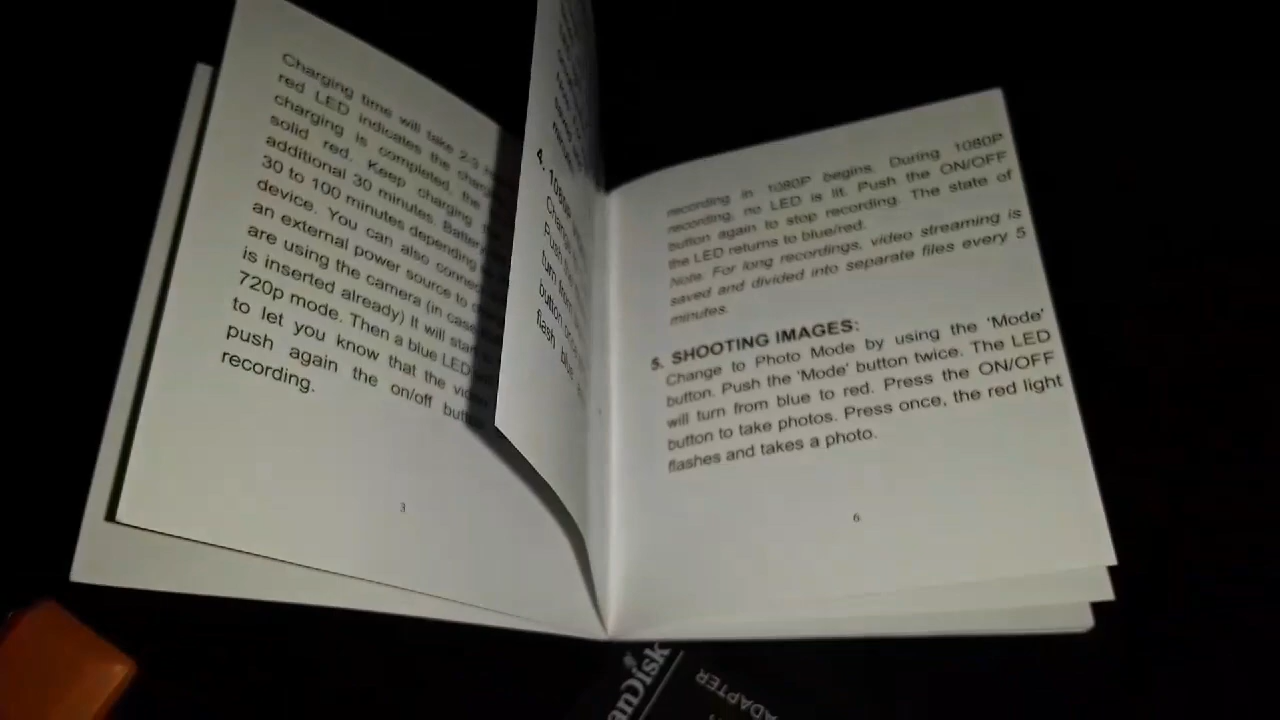 Charging time will take 2-3
red LED indicates the
charging is completed, the
solid red. Keep charging
additional 30 minutes.
30 to 100 minutes depending
device. You can also
an external power source to
are using the camera (in case
is inserted already) It will
720p mode. Then a blue LED
to let you know that the
push again the on/off
recording.
3
4. 1080P
Push
turn from
button
flash blue
recording in 1080P begins. During 1080P
recording, no LED is lit. Push the ON/OFF
button again to stop recording. The state of
the LED returns to blue/red.
Note. For long recordings, video streaming is
saved and divided into separate files every 5
minutes.
5. SHOOTING IMAGES:
Change to Photo Mode by using the 'Mode'
button. Push the 'Mode' button twice. The LED
will turn from blue to red. Press the ON/OFF
button to take photos. Press once, the red light
flashes and takes a photo.
6
ADAPTER